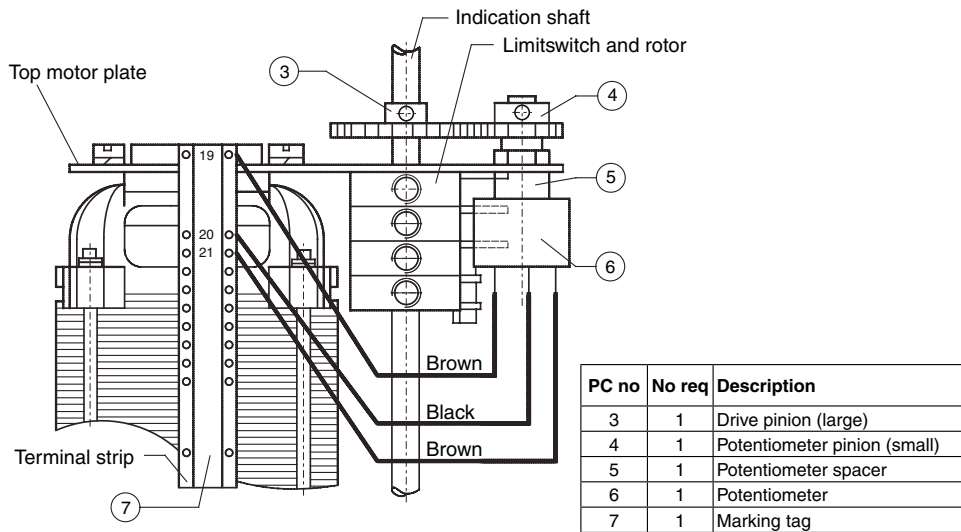 Indication shaft
Limitswitch and rotor
3
Top motor plate
4
19
5
20
21
6
Brown
Black
Brown
Terminal strip
7
PC no No req Description
3 1 Drive pinion (large)
4 1 Potentiometer pinion (small)
5 1 Potentiometer spacer
6 1 Potentiometer
7 1 Marking tag